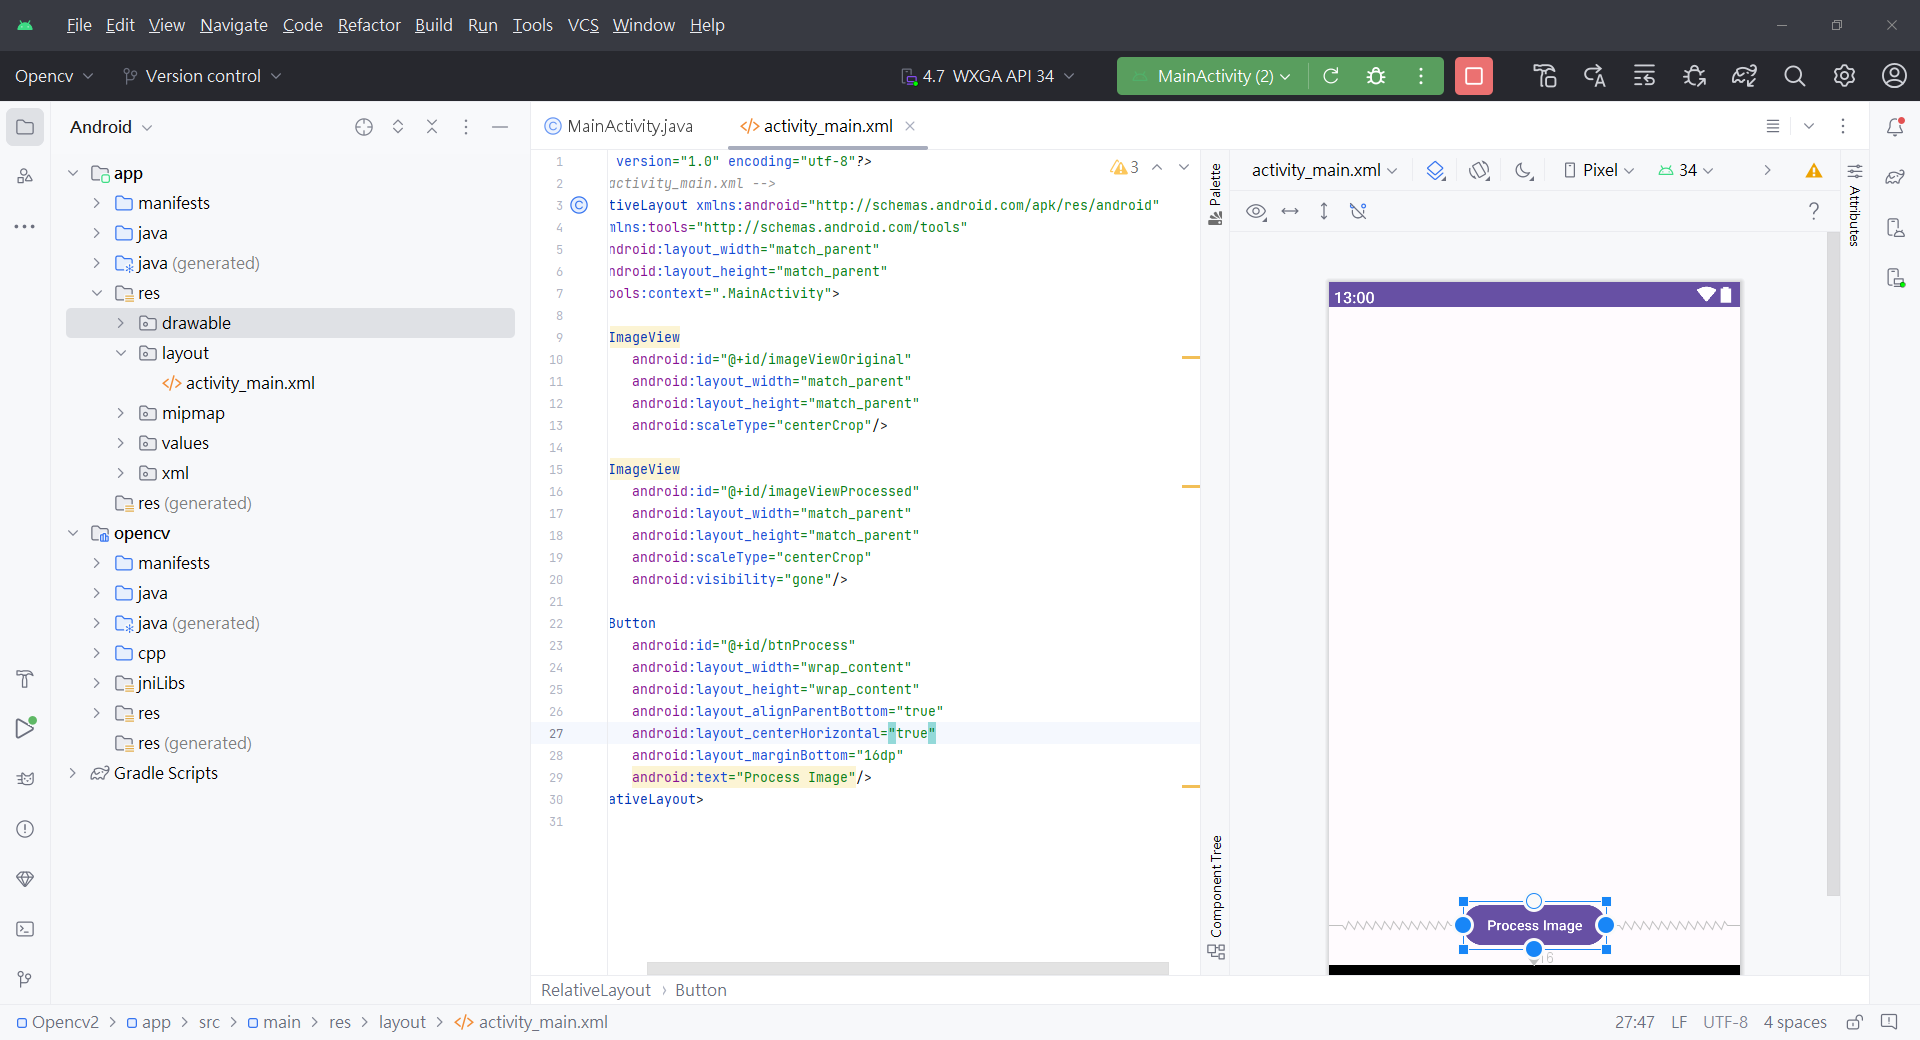 File Edit View Navigate Code Refactor Build Run Tools VCS Window Help
Opencv Version control 4.7 WXGA API 34 MainActivity (2)
Android
app
manifests
java
java (generated)
res
drawable
layout
activity_main.xml
mipmap
values
xml
res (generated)
opencv
manifests
java
java (generated)
cpp
jniLibs
res
res (generated)
Gradle Scripts
MainActivity.java activity_main.xml
3
1 version="1.0" encoding="utf-8"?>
2 activity_main.xml -->
3 tiveLayout xmlns:android="http://schemas.android.com/apk/res/android"
4 mlns:tools="http://schemas.android.com/tools"
5 ndroid:layout_width="match_parent"
6 ndroid:layout_height="match_parent"
7 ools:context=".MainActivity">
8
9 ImageView
10 android:id="@+id/imageViewOriginal"
11 android:layout_width="match_parent"
12 android:layout_height="match_parent"
13 android:scaleType="centerCrop"/>
14
15 ImageView
16 android:id="@+id/imageViewProcessed"
17 android:layout_width="match_parent"
18 android:layout_height="match_parent"
19 android:scaleType="centerCrop"
20 android:visibility="gone"/>
21
22 Button
23 android:id="@+id/btnProcess"
24 android:layout_width="wrap_content"
25 android:layout_height="wrap_content"
26 android:layout_alignParentBottom="true"
27 android:layout_centerHorizontal="true"
28 android:layout_marginBottom="16dp"
29 android:text="Process Image"/>
30 ativeLayout>
31
Palette
Component Tree
activity_main.xml Pixel 34
?
Attributes
13:00
Process Image
16
RelativeLayout › Button
Opencv2 > app > src > main > res > layout > activity_main.xml
27:47 LF UTF-8 4 spaces